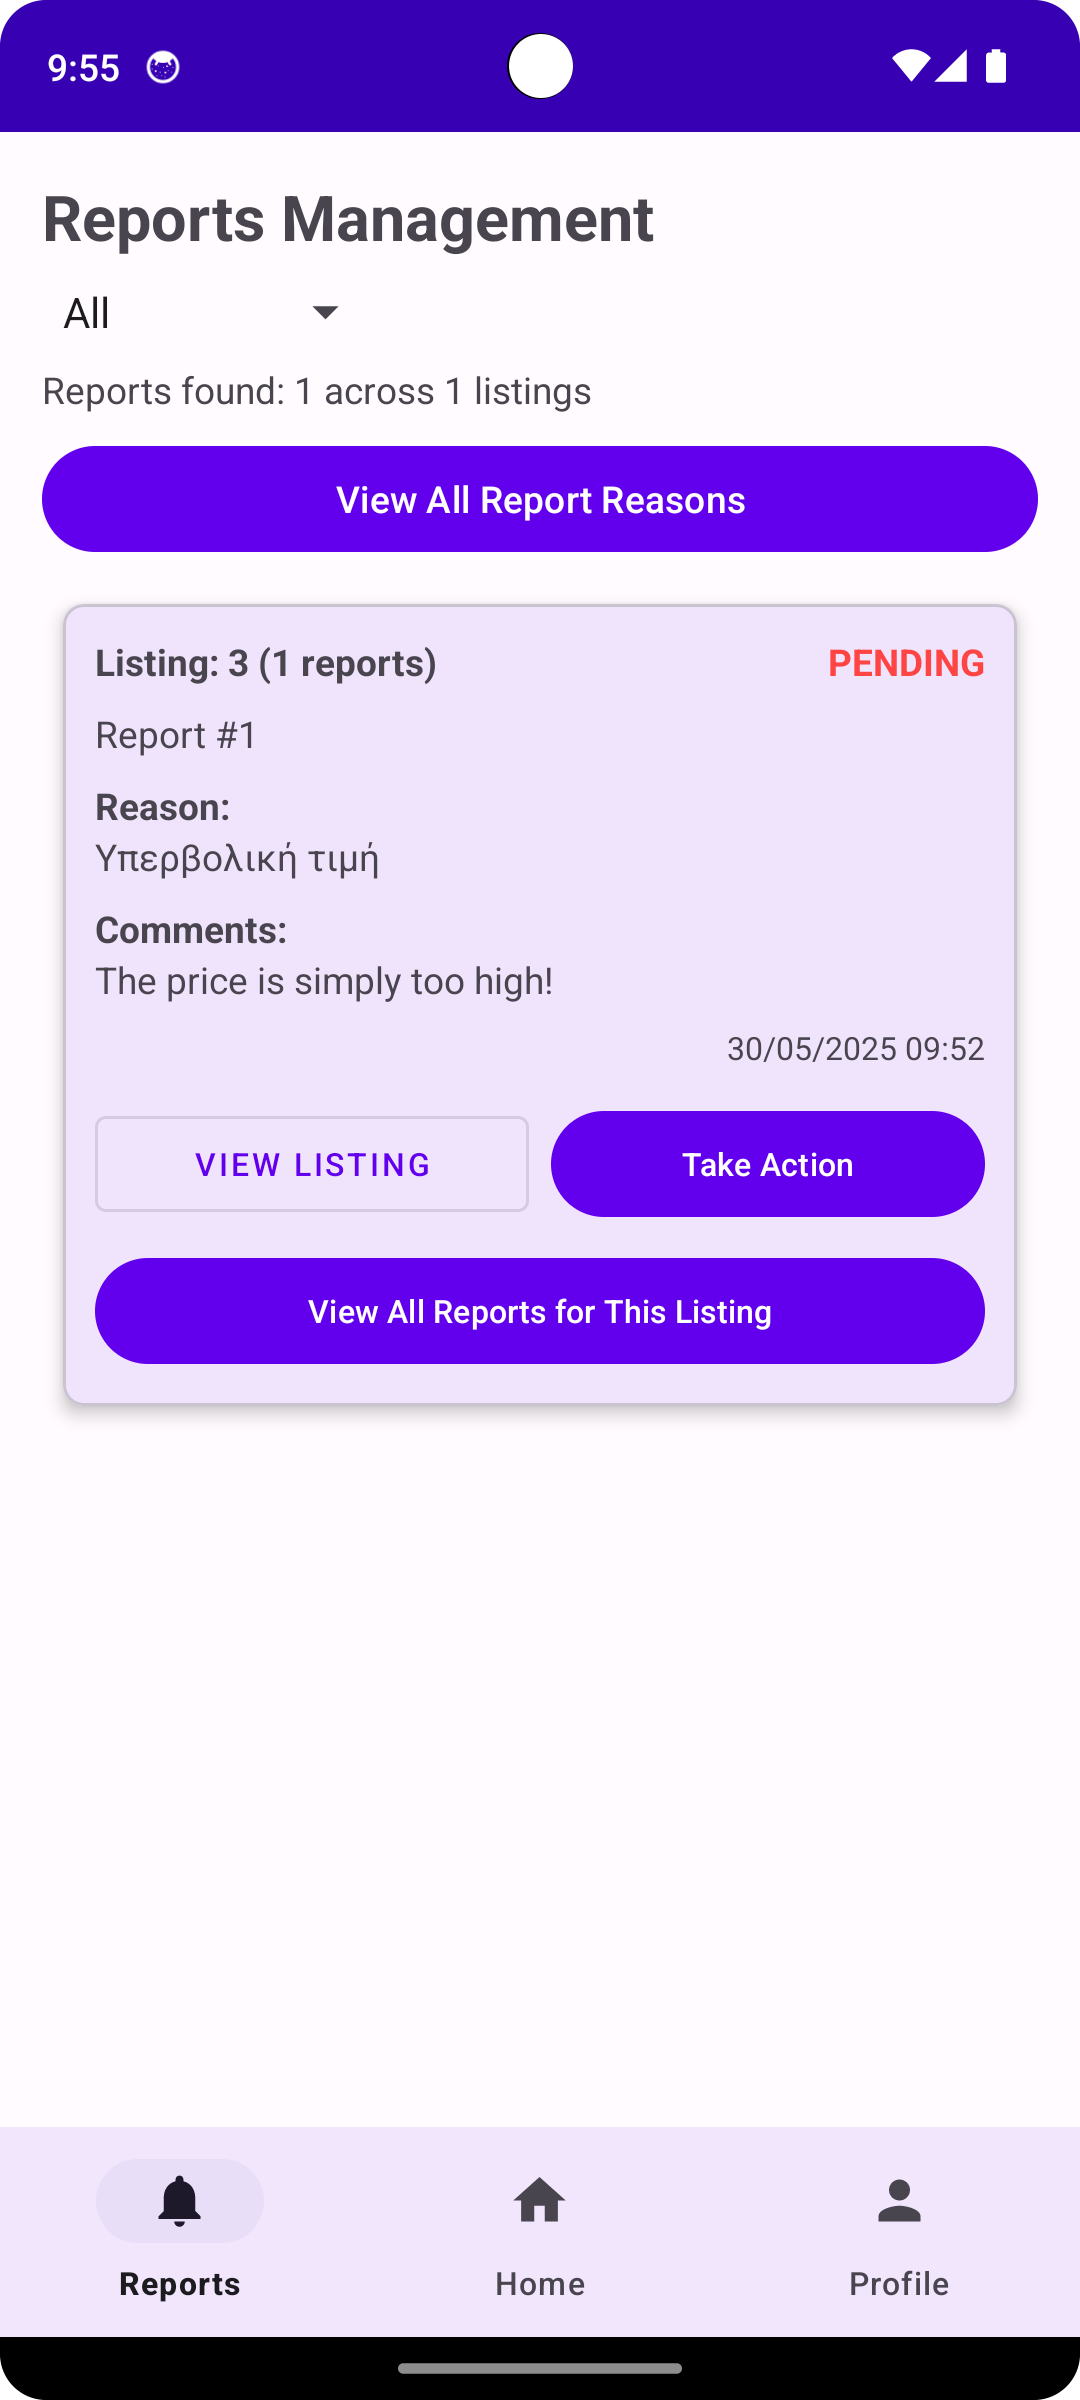 9:55
Reports Management
All
Reports found: 1 across 1 listings
View All Report Reasons
Listing: 3 (1 reports)
PENDING
Report #1
Reason:
Υπερβολική τιμή
Comments:
The price is simply too high!
30/05/2025 09:52
VIEW LISTING
Take Action
View All Reports for This Listing
Reports
Home
Profile